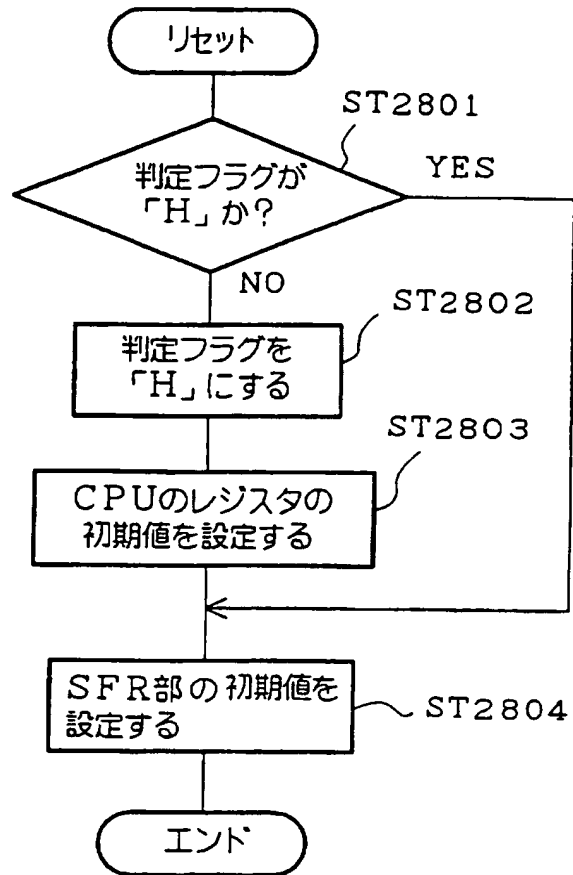 リセット
ST2801
判定フラグが
「H」か?
YES
NO
ST2802
判定フラグを
「H」にする
ST2803
CPUのレジスタの
初期値を設定する
SFR部の初期値を
設定する
ST2804
エンド